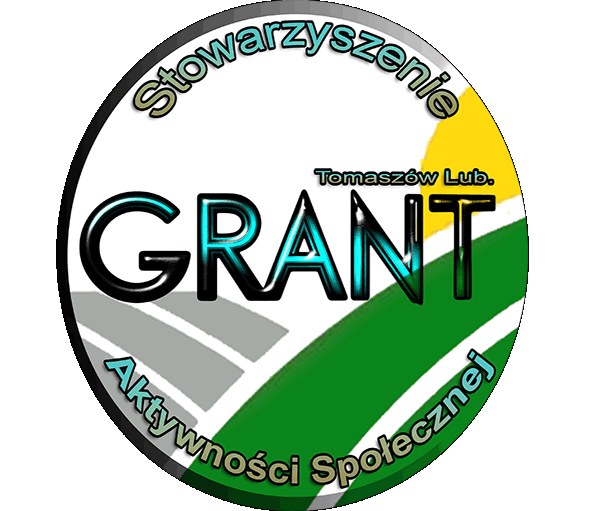 Stowarzyszenie
Tomaszów Lub.
GRANT
Aktywności Społecznej